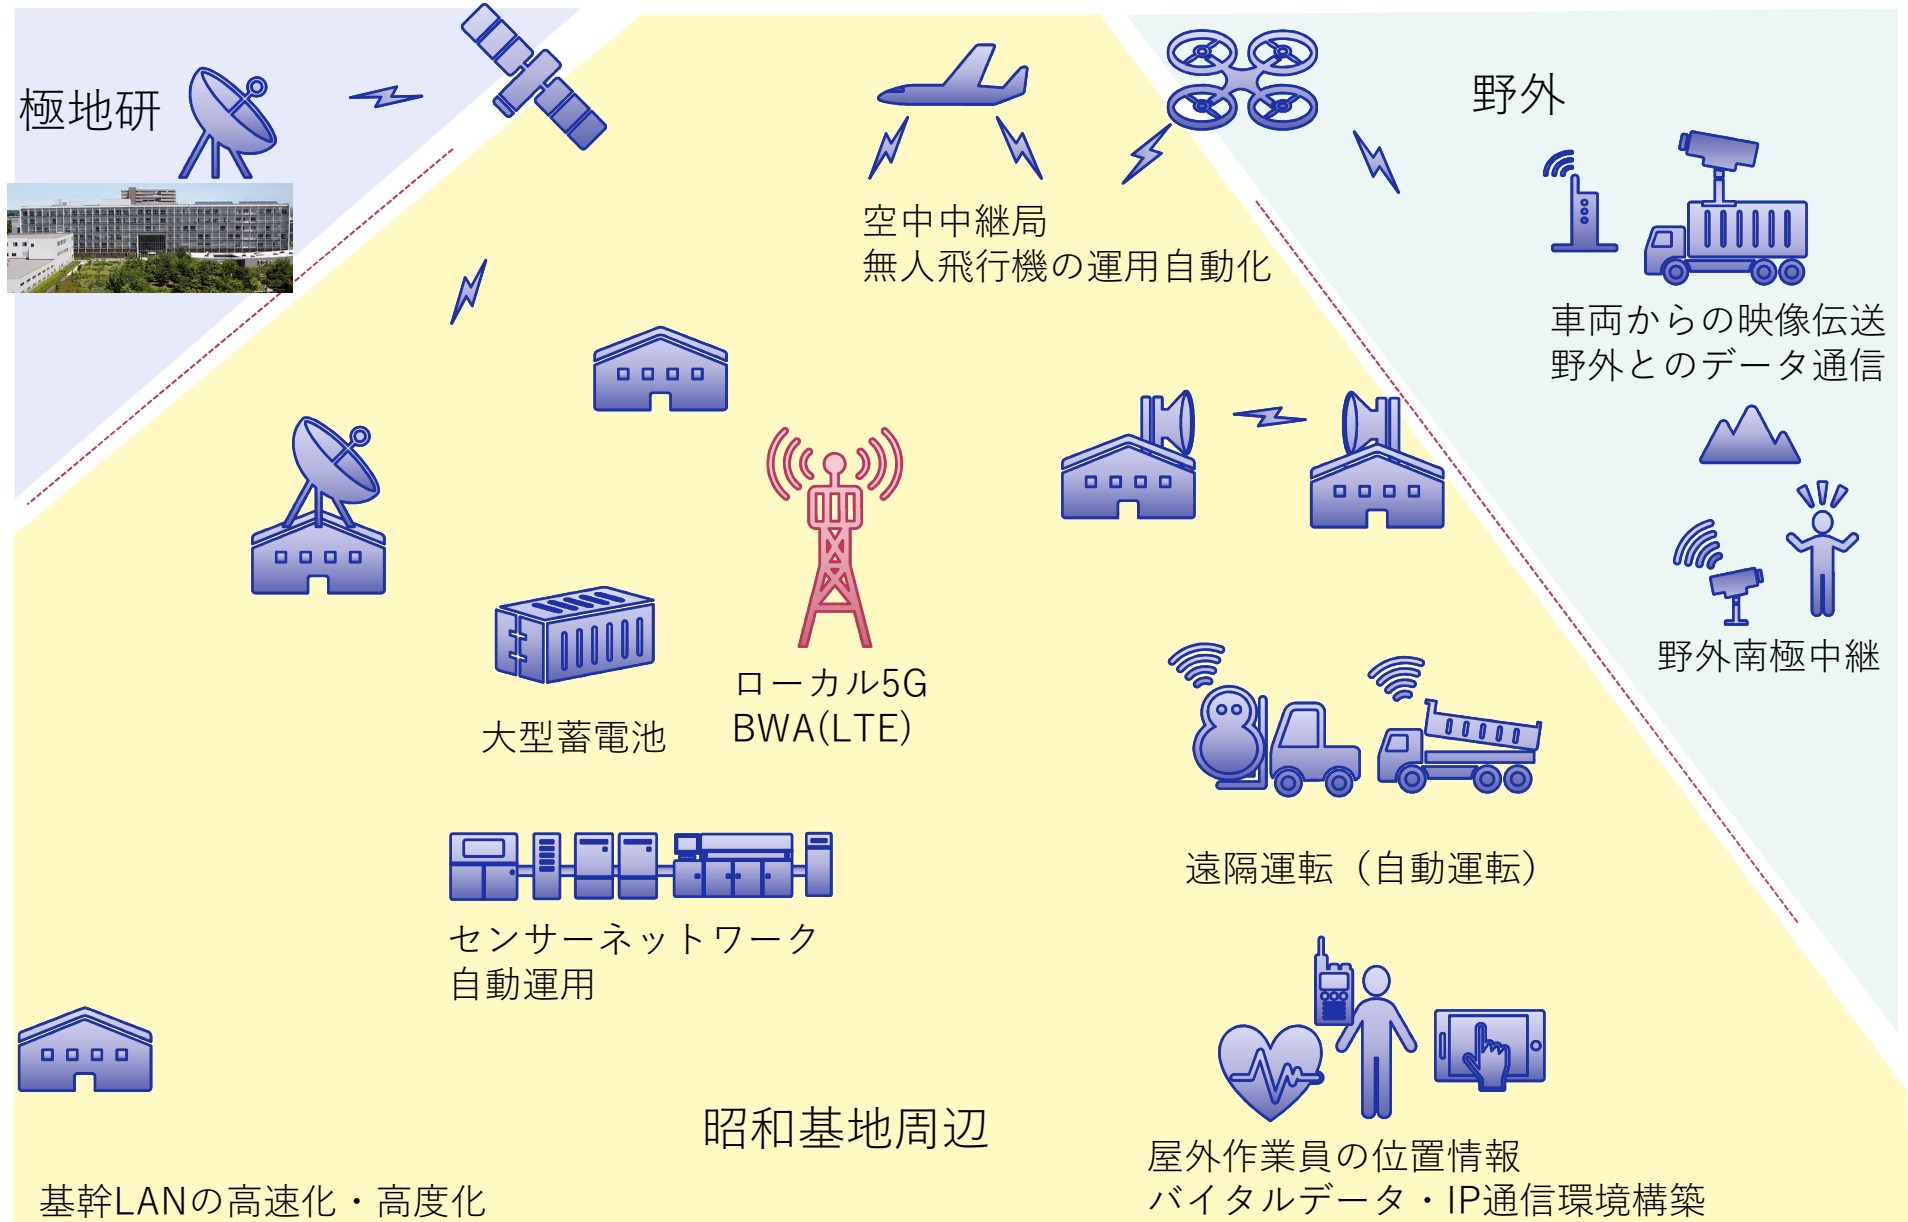 極地研
野外
空中中継局
無人飛行機の運用自動化
車両からの映像伝送
野外とのデータ通信
野外南極中継
ローカル5G
BWA(LTE)
大型蓄電池
遠隔運転（自動運転）
センサーネットワーク
自動運用
昭和基地周辺
屋外作業員の位置情報
バイタルデータ・IP通信環境構築
基幹LANの高速化・高度化